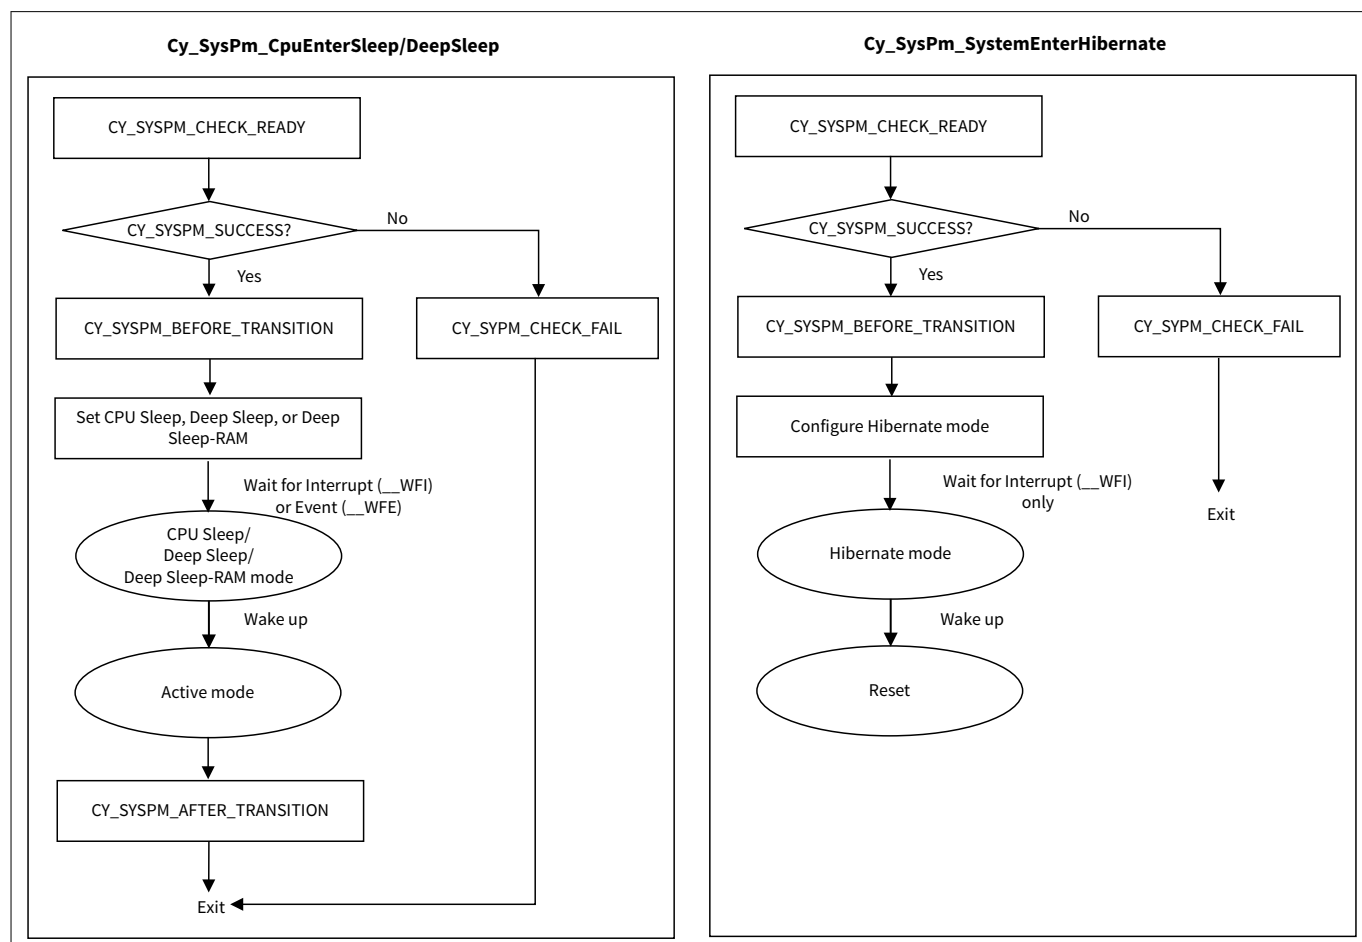 Cy_SysPm_CpuEnterSleep/DeepSleep
CY_SYSPM_CHECK_READY
CY_SYSPM_SUCCESS?
No
Yes
CY_SYSPM_BEFORE_TRANSITION
CY_SYPM_CHECK_FAIL
Set CPU Sleep, Deep Sleep, or Deep
Sleep-RAM
Wait for Interrupt (__WFI)
or Event (__WFE)
CPU Sleep/
Deep Sleep/
Deep Sleep-RAM mode
Wake up
Active mode
CY_SYSPM_AFTER_TRANSITION
Exit
Cy_SysPm_SystemEnterHibernate
CY_SYSPM_CHECK_READY
CY_SYSPM_SUCCESS?
No
Yes
CY_SYSPM_BEFORE_TRANSITION
CY_SYPM_CHECK_FAIL
Configure Hibernate mode
Wait for Interrupt (__WFI)
only
Exit
Hibernate mode
Wake up
Reset